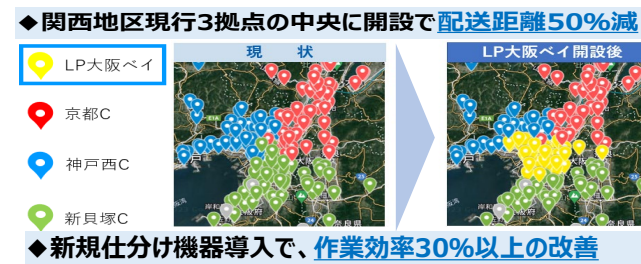 ◆関西地区現行3拠点の中央に開設で配送距離50%減
現 状
LP大阪ベイ開設後
LP大阪ベイ
京都C
神戸西C
新貝塚C
◆新規仕分け機器導入で、作業効率30%以上の改善